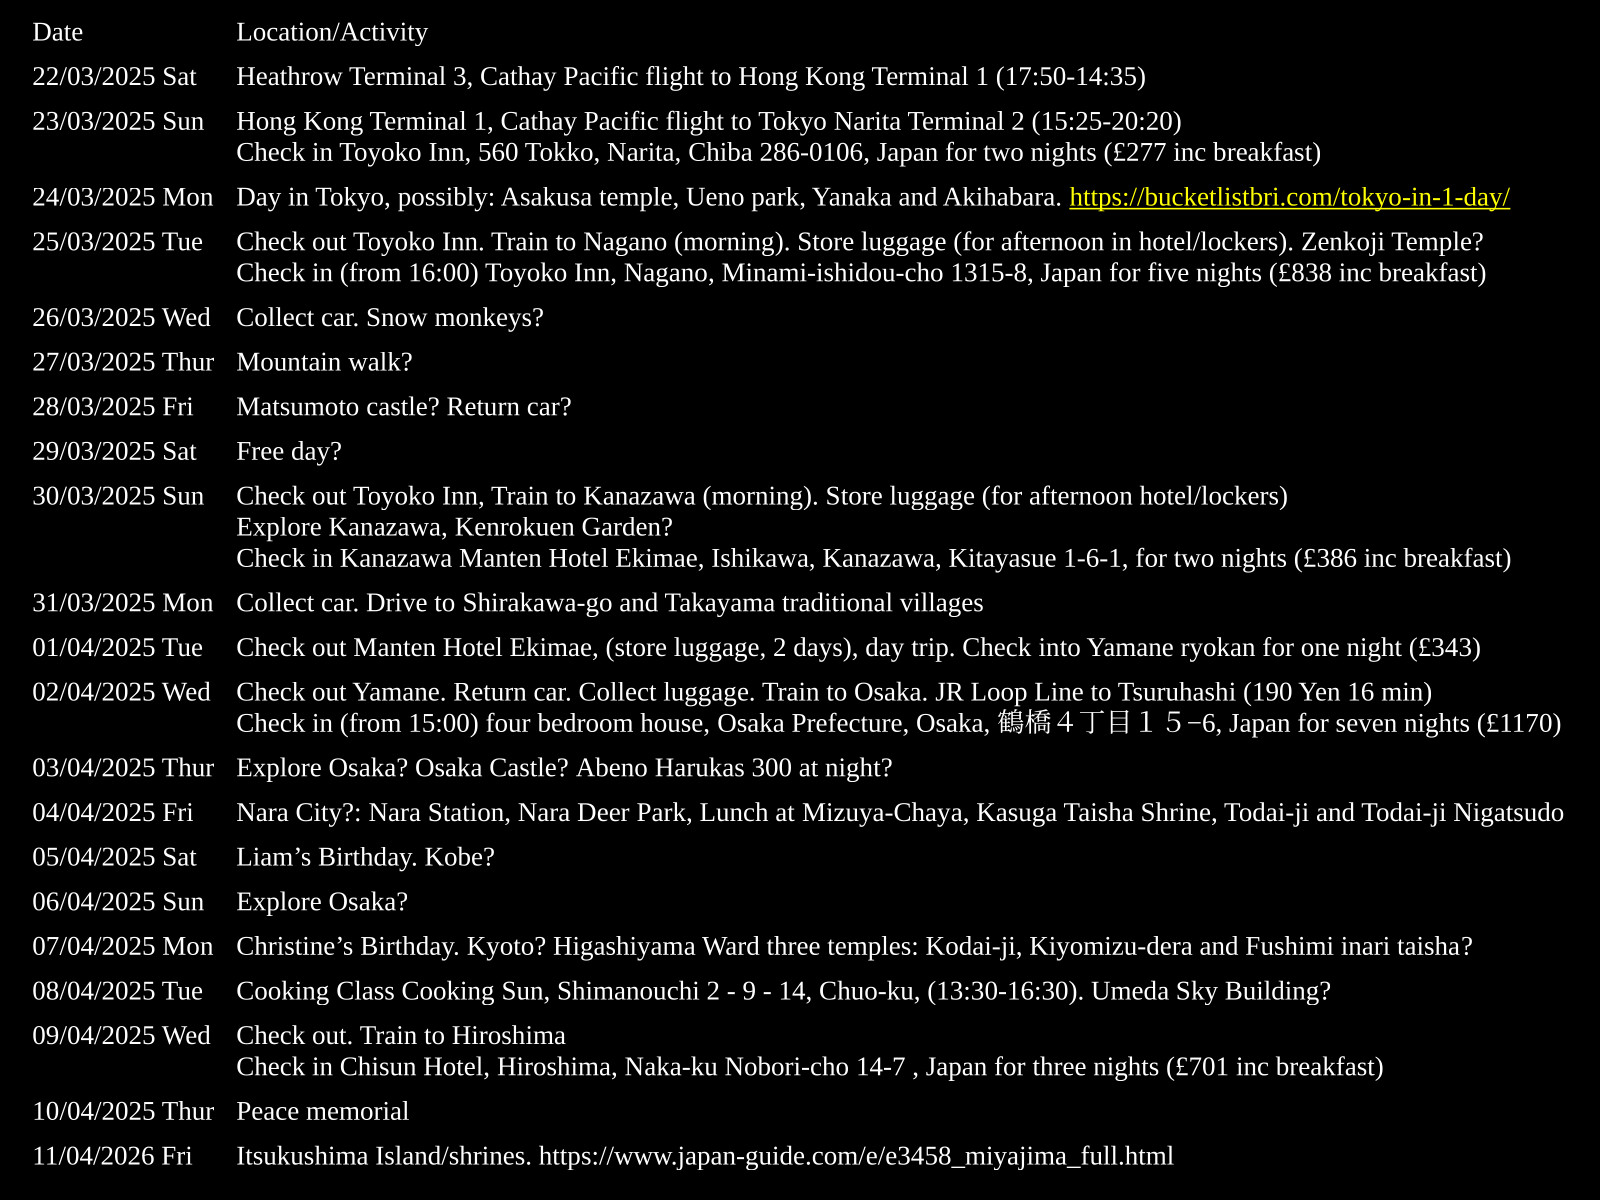 Date Location/Activity
22/03/2025 Sat Heathrow Terminal 3, Cathay Pacific flight to Hong Kong Terminal 1 (17:50-14:35)
23/03/2025 Sun Hong Kong Terminal 1, Cathay Pacific flight to Tokyo Narita Terminal 2 (15:25-20:20)
Check in Toyoko Inn, 560 Tokko, Narita, Chiba 286-0106, Japan for two nights (£277 inc breakfast)
24/03/2025 Mon Day in Tokyo, possibly: Asakusa temple, Ueno park, Yanaka and Akihabara. https://bucketlistbri.com/tokyo-in-1-day/
25/03/2025 Tue Check out Toyoko Inn. Train to Nagano (morning). Store luggage (for afternoon in hotel/lockers). Zenkoji Temple?
Check in (from 16:00) Toyoko Inn, Nagano, Minami-ishidou-cho 1315-8, Japan for five nights (£838 inc breakfast)
26/03/2025 Wed Collect car. Snow monkeys?
27/03/2025 Thur Mountain walk?
28/03/2025 Fri Matsumoto castle? Return car?
29/03/2025 Sat Free day?
30/03/2025 Sun Check out Toyoko Inn, Train to Kanazawa (morning). Store luggage (for afternoon hotel/lockers)
Explore Kanazawa, Kenrokuen Garden?
Check in Kanazawa Manten Hotel Ekimae, Ishikawa, Kanazawa, Kitayasue 1-6-1, for two nights (£386 inc breakfast)
31/03/2025 Mon Collect car. Drive to Shirakawa-go and Takayama traditional villages
01/04/2025 Tue Check out Manten Hotel Ekimae, (store luggage, 2 days), day trip. Check into Yamane ryokan for one night (£343)
02/04/2025 Wed Check out Yamane. Return car. Collect luggage. Train to Osaka. JR Loop Line to Tsuruhashi (190 Yen 16 min)
Check in (from 15:00) four bedroom house, Osaka Prefecture, Osaka, 鶴橋４丁目１５−6, Japan for seven nights (£1170)
03/04/2025 Thur Explore Osaka? Osaka Castle? Abeno Harukas 300 at night?
04/04/2025 Fri Nara City?: Nara Station, Nara Deer Park, Lunch at Mizuya-Chaya, Kasuga Taisha Shrine, Todai-ji and Todai-ji Nigatsudo
05/04/2025 Sat Liam’s Birthday. Kobe?
06/04/2025 Sun Explore Osaka?
07/04/2025 Mon Christine’s Birthday. Kyoto? Higashiyama Ward three temples: Kodai-ji, Kiyomizu-dera and Fushimi inari taisha?
08/04/2025 Tue Cooking Class Cooking Sun, Shimanouchi 2 - 9 - 14, Chuo-ku, (13:30-16:30). Umeda Sky Building?
09/04/2025 Wed Check out. Train to Hiroshima
Check in Chisun Hotel, Hiroshima, Naka-ku Nobori-cho 14-7 , Japan for three nights (£701 inc breakfast)
10/04/2025 Thur Peace memorial
11/04/2026 Fri Itsukushima Island/shrines. https://www.japan-guide.com/e/e3458_miyajima_full.html